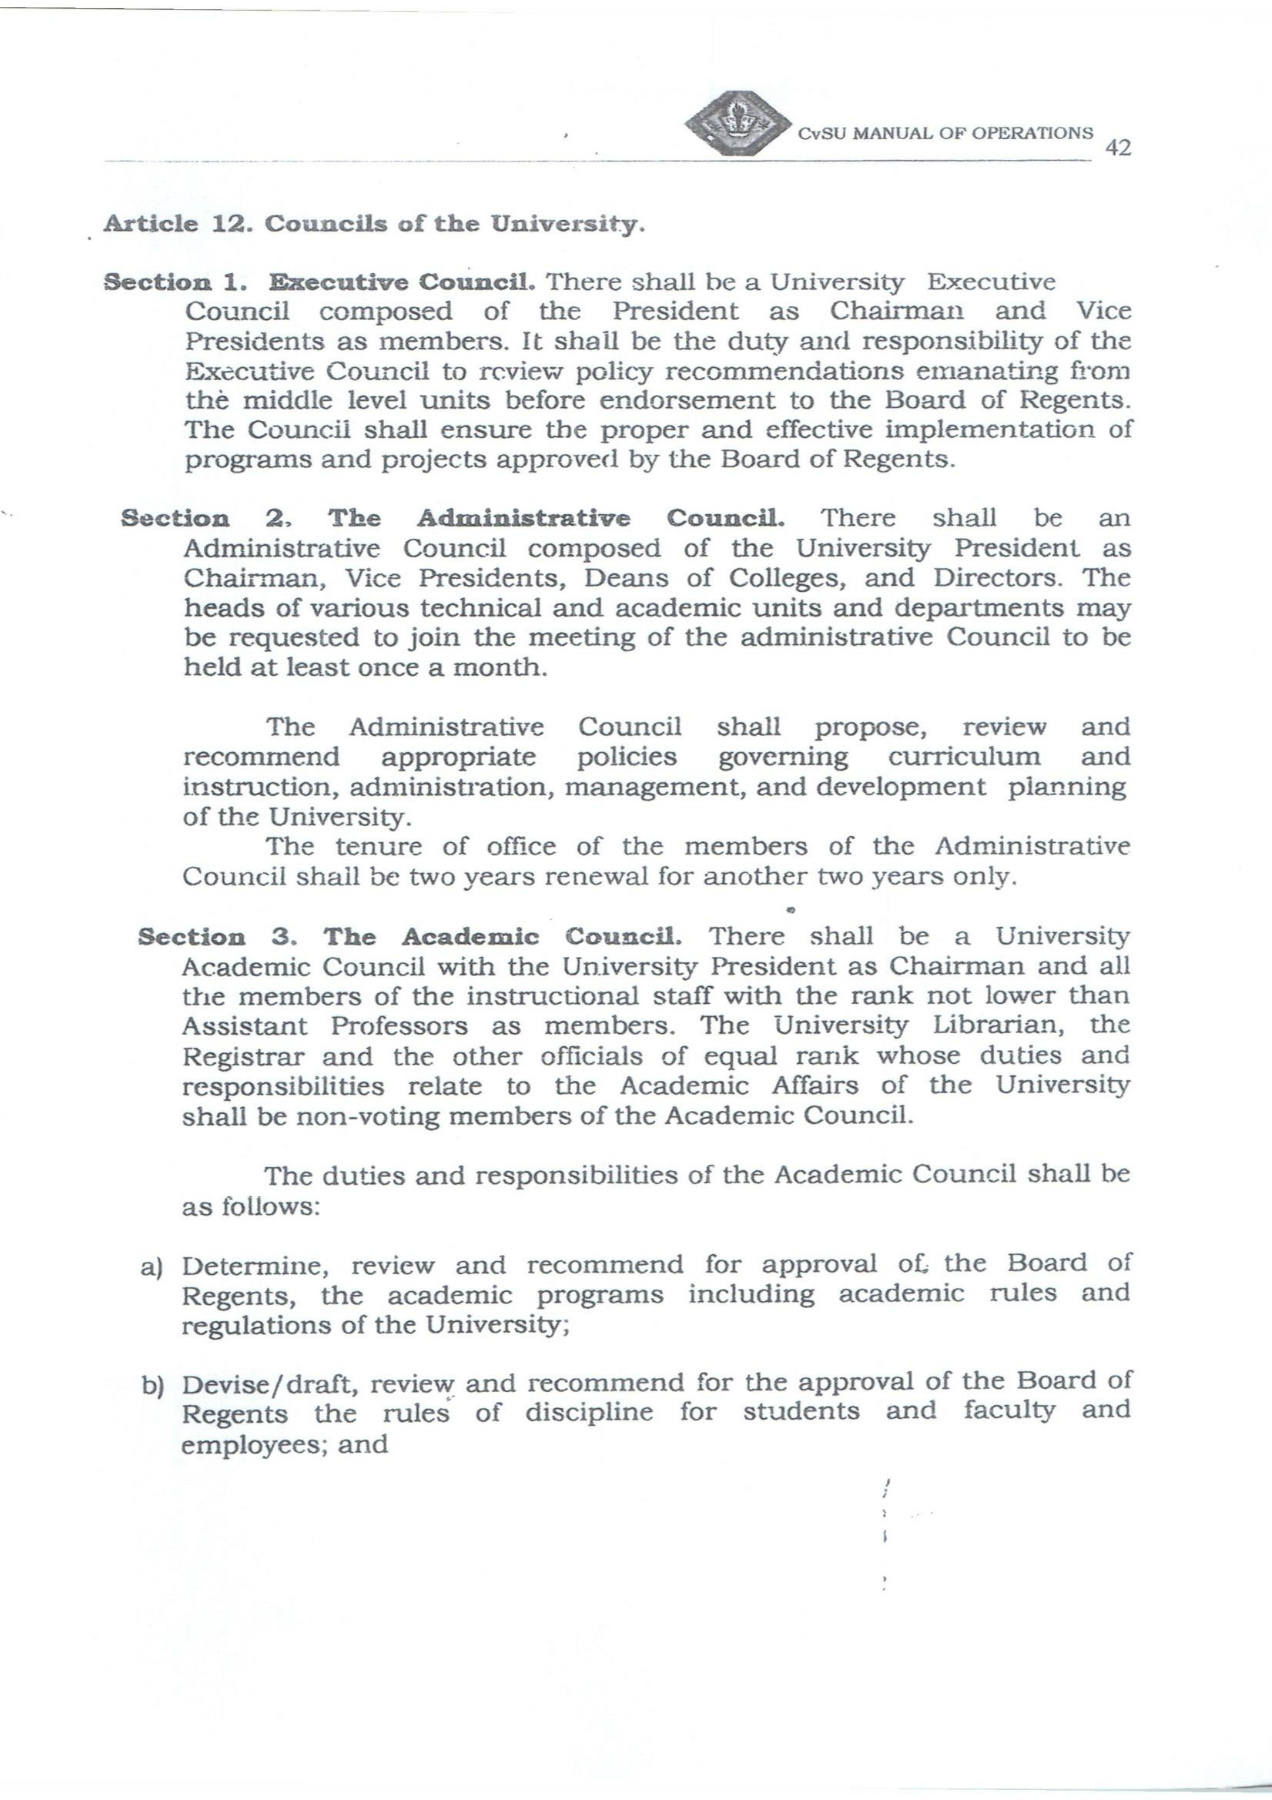 CvSU MANUAL OF OPERATIONS
42
Article 12. Councils of the University.
Section 1. Executive Council. There shall be a University Executive
Council composed of the President as Chairman and Vice
Presidents as members. It shall be the duty and responsibility of the
Executive Council to review policy recommendations emanating from
the middle level units before endorsement to the Board of Regents.
The Council shall ensure the proper and effective implementation of
programs and projects approved by the Board of Regents.
Section 2. The Administrative Council. There shall be an
Administrative Council composed of the University President as
Chairman, Vice Presidents, Deans of Colleges, and Directors. The
heads of various technical and academic units and departments may
be requested to join the meeting of the administrative Council to be
held at least once a month.
The Administrative Council shall propose, review and
recommend appropriate policies governing curriculum and
instruction, administration, management, and development planning
of the University.
The tenure of office of the members of the Administrative
Council shall be two years renewal for another two years only.
Section 3. The Academic Council. There shall be a University
Academic Council with the University President as Chairman and all
the members of the instructional staff with the rank not lower than
Assistant Professors as members. The University Librarian, the
Registrar and the other officials of equal rank whose duties and
responsibilities relate to the Academic Affairs of the University
shall be non-voting members of the Academic Council.
The duties and responsibilities of the Academic Council shall be
as follows:
a) Determine, review and recommend for approval of the Board of
Regents, the academic programs including academic rules and
regulations of the University;
b) Devise/draft, review and recommend for the approval of the Board of
Regents the rules of discipline for students and faculty and
employees; and